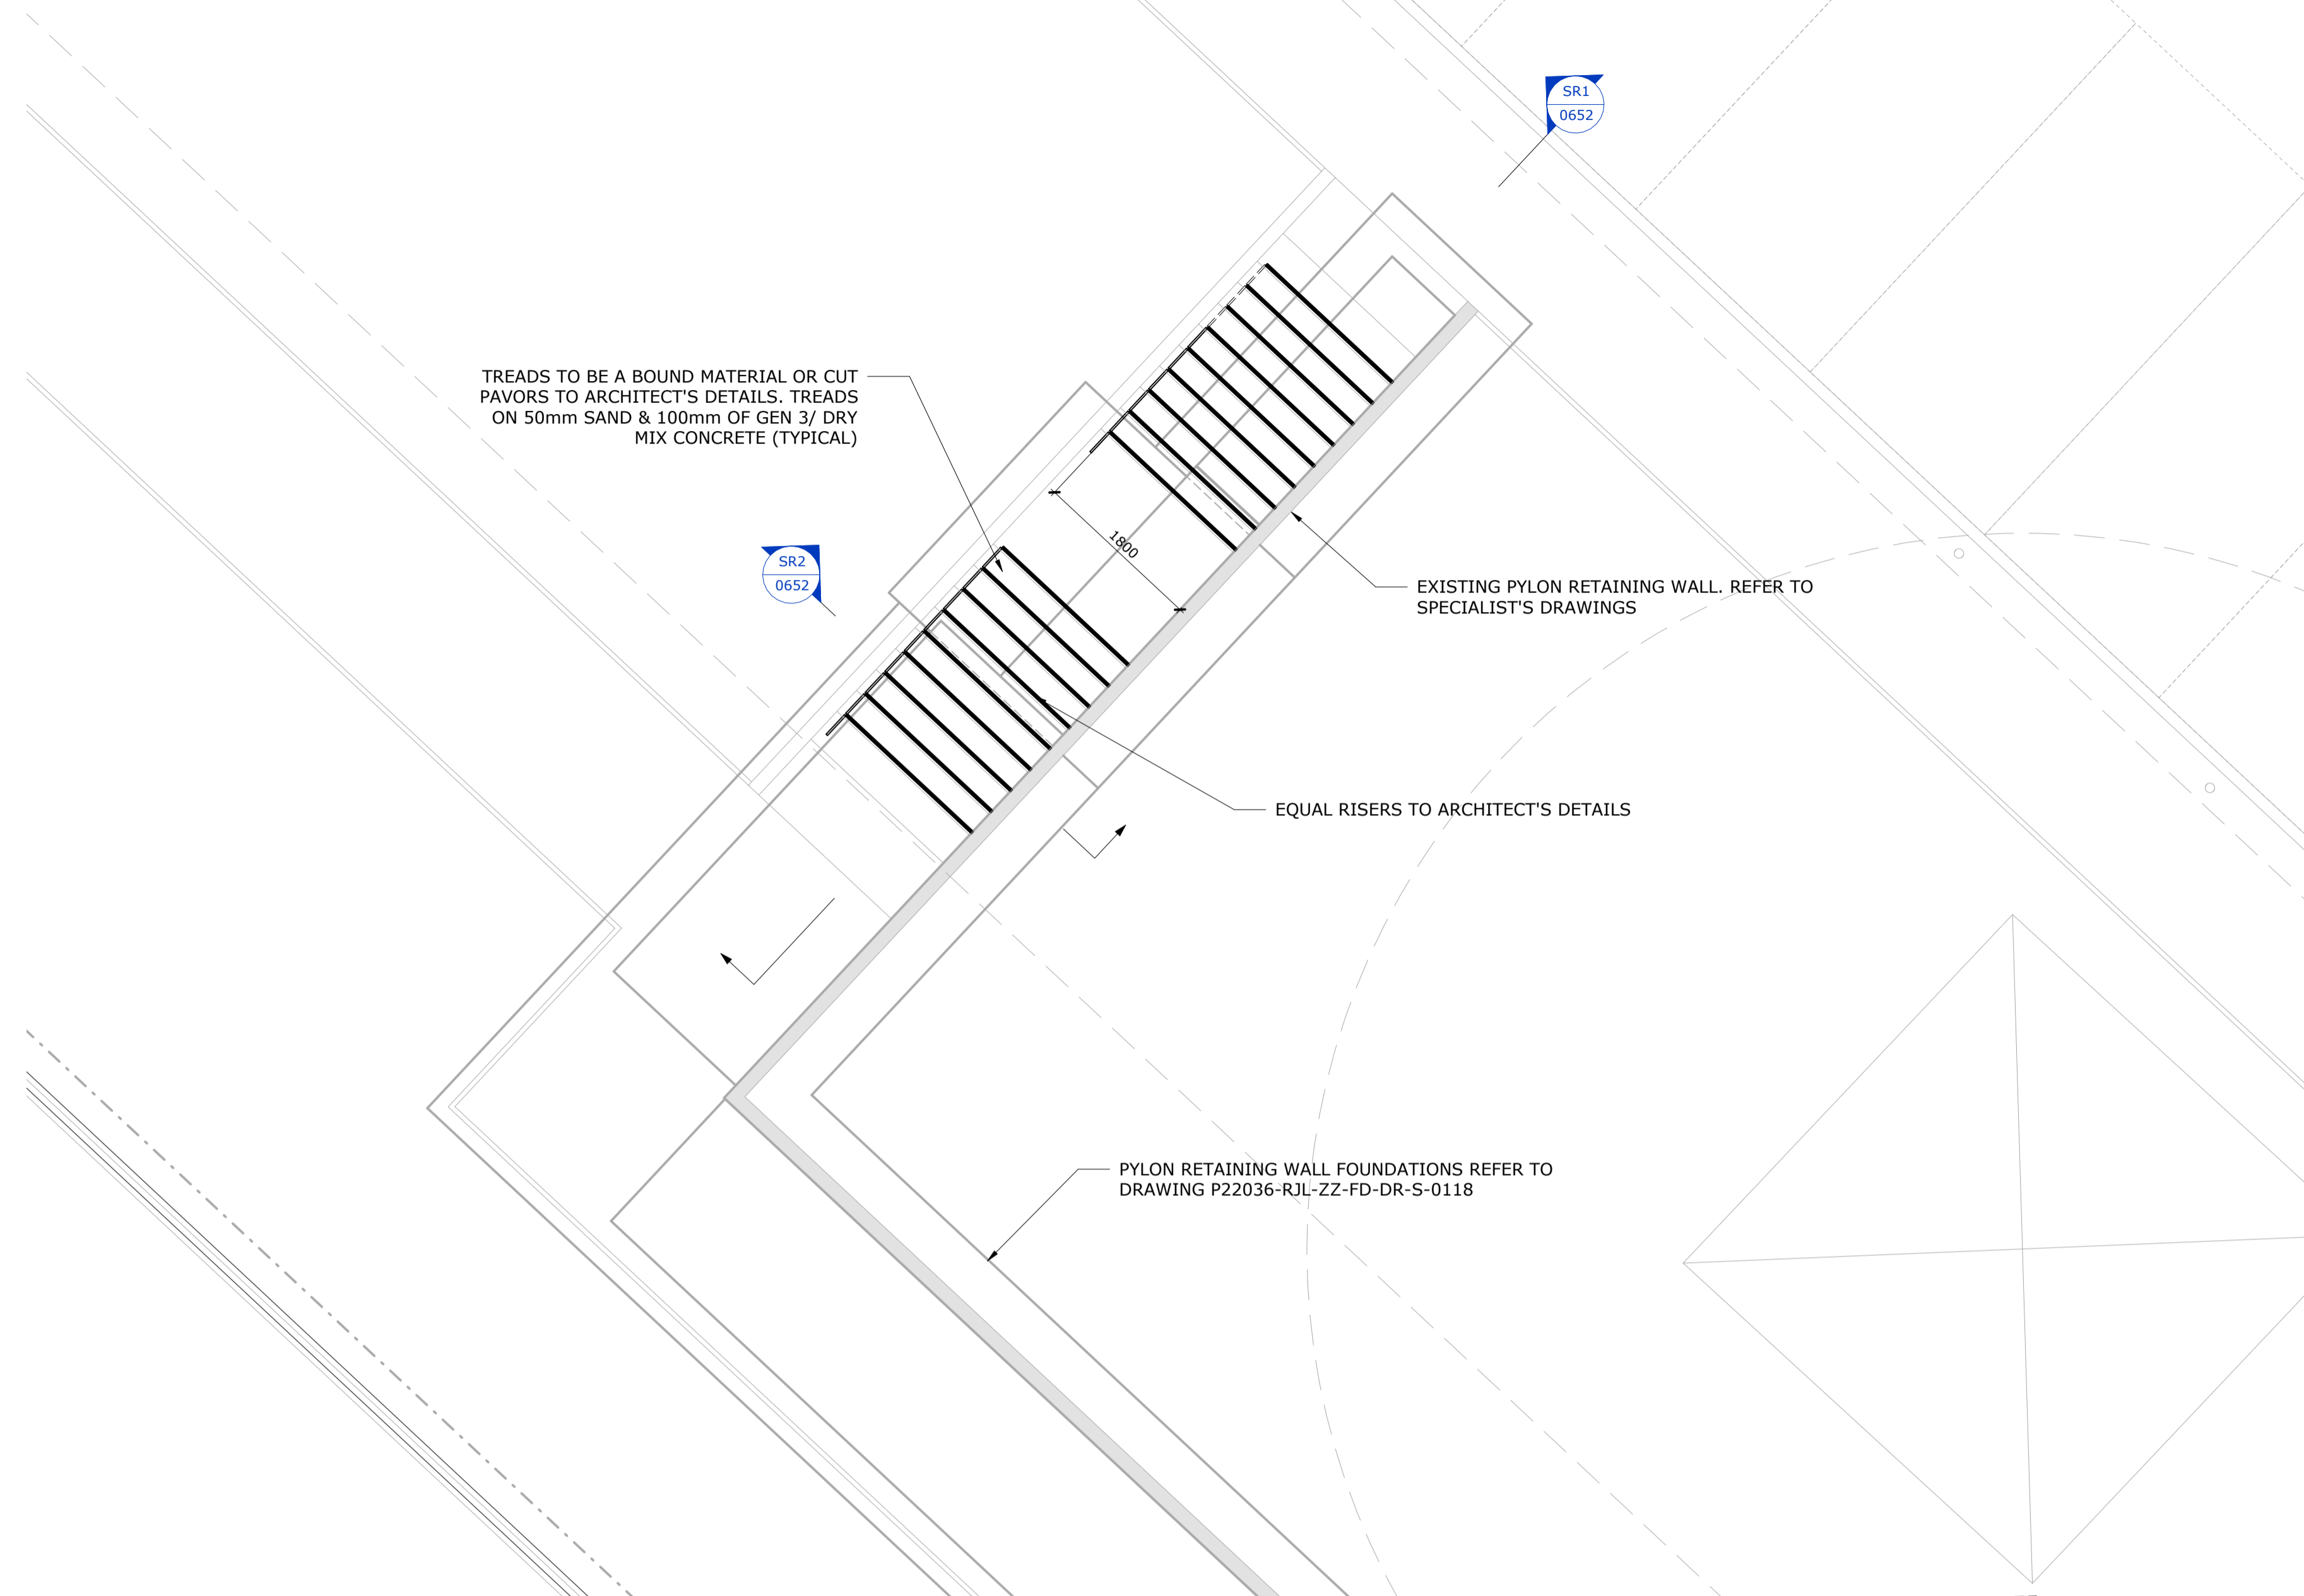 SR1
0652
TREADS TO BE A BOUND MATERIAL OR CUT
PAVORS TO ARCHITECT'S DETAILS. TREADS
ON 50mm SAND & 100mm OF GEN 3/ DRY
MIX CONCRETE (TYPICAL)
1800
SR2
0652
EXISTING PYLON RETAINING WALL. REFER TO
SPECIALIST'S DRAWINGS
EQUAL RISERS TO ARCHITECT'S DETAILS
PYLON RETAINING WALL FOUNDATIONS REFER TO
DRAWING P22036-RJL-ZZ-FD-DR-S-0118